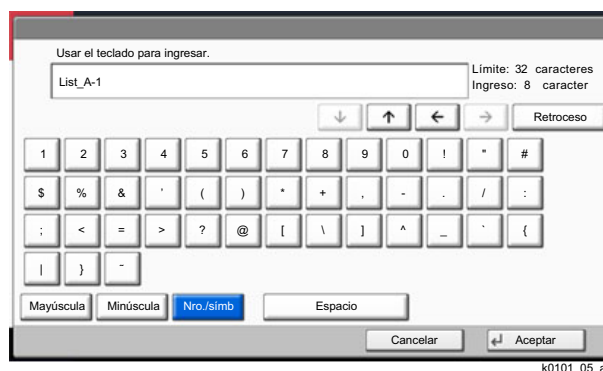 Usar el teclado para ingresar.
List_A-1
Límite: 32 caracteres
Ingreso: 8 caracter
↓ ↑ ← → Retroceso
1 2 3 4 5 6 7 8 9 0 ! " #
$ % & ' ( ) * + , - . / :
; < = > ? @ [ \ ] ^ _ ` {
| } ~
Mayúscula Minúscula Nro./símb Espacio
Cancelar Aceptar
k0101_05_a